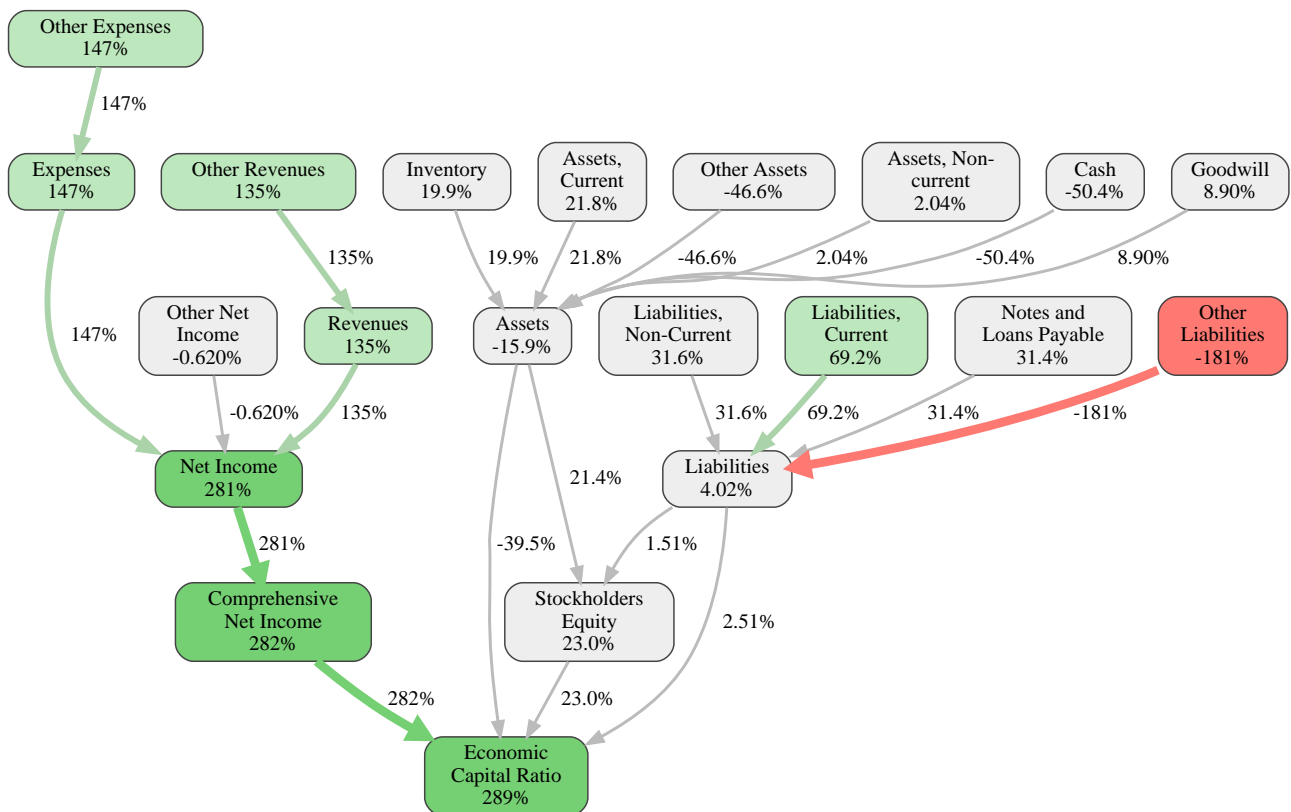 Other Expenses
147%
147%
Expenses
147%
Other Revenues
135%
Inventory
19.9%
Assets,
Current
21.8%
Other Assets
-46.6%
Assets, Non-
current
2.04%
Cash
-50.4%
Goodwill
8.90%
135%
19.9%
21.8%
-46.6%
2.04%
-50.4%
8.90%
147%
Other Net
Income
-0.620%
Revenues
135%
Assets
-15.9%
Liabilities,
Non-Current
31.6%
Liabilities,
Current
69.2%
Notes and
Loans Payable
31.4%
Other
Liabilities
-181%
-0.620%
135%
31.6%
69.2%
31.4%
-181%
Net Income
281%
21.4%
Liabilities
4.02%
281%
-39.5%
1.51%
Comprehensive
Net Income
282%
Stockholders
Equity
23.0%
2.51%
282%
23.0%
Economic
Capital Ratio
289%